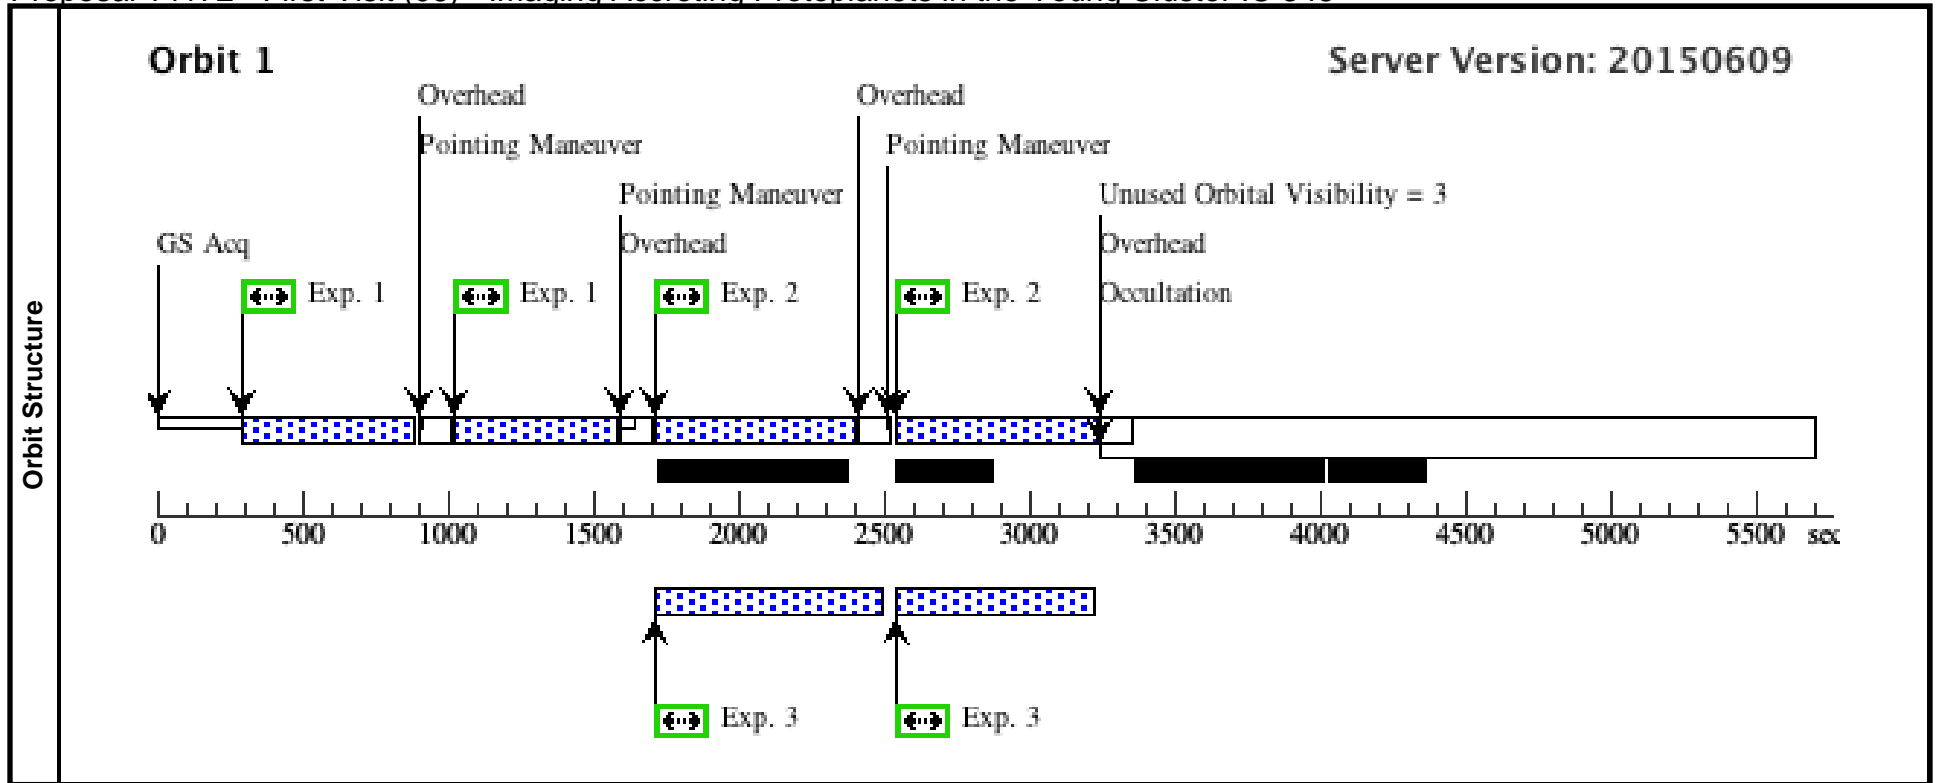 Orbit 1
Server Version: 20150609
Overhead
Overhead
Pointing Maneuver
Pointing Maneuver
Pointing Maneuver
Unused Orbital Visibility = 3
GS Acq
Overhead
Overhead
Exp. 1
Exp. 1
Exp. 2
Exp. 2
Occultation
Orbit Structure
0 500 1000 1500 2000 2500 3000 3500 4000 4500 5000 5500 sec
Exp. 3
Exp. 3